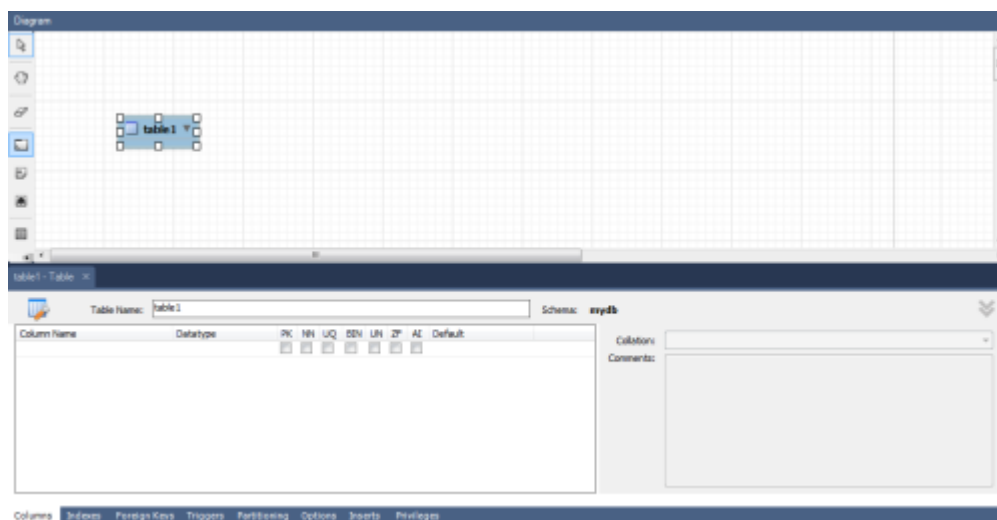 Diagram
table1
table1 - Table ×
Table Name: table1 Schema: mydb
Column Name Datatype PK NN UQ BIN UN ZF AI Default
Collation:
Comments:
Columns Indexes Foreign Keys Triggers Partitioning Options Inserts Privileges